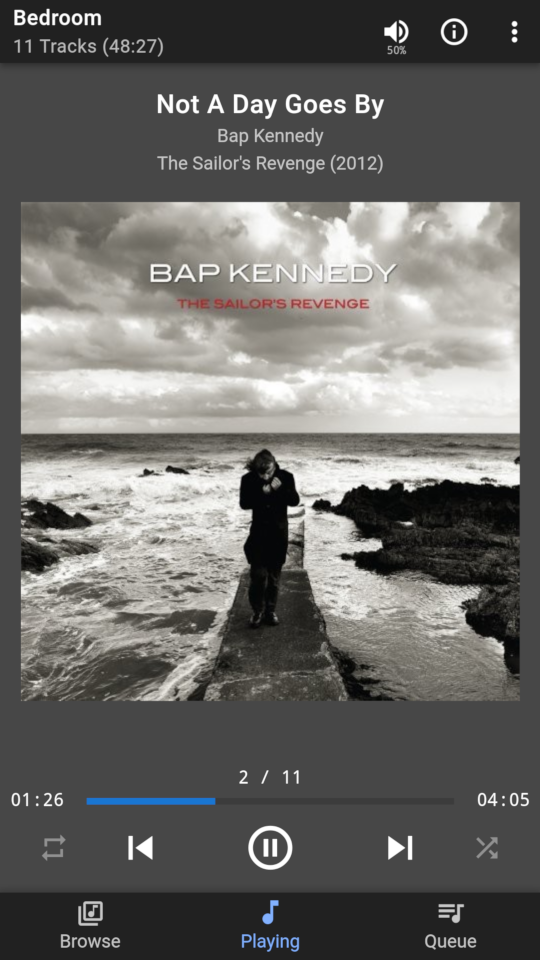 Bedroom
11 Tracks (48:27)
50%
Not A Day Goes By
Bap Kennedy
The Sailor's Revenge (2012)
BAP KENNEDY
THE SAILOR'S REVENGE
2 / 11
01:26
04:05
Browse
Playing
Queue